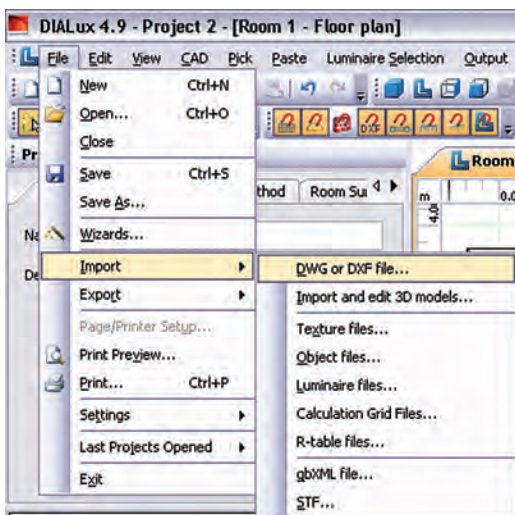 DIALux 4.9 - Project 2 - [Room 1 - Floor plan]
File Edit View CAD Pick Paste Luminaire Selection Output
New Ctrl+N
Open... Ctrl+O
Close
Save Ctrl+S
Save As...
Wizards...
Import
Export
Page/Printer Setup...
Print Preview...
Print... Ctrl+P
Settings
Last Projects Opened
Exit
DXF
Pr
Room
thod Room Sur
m 0.0
4.0
Na
De
DWG or DXF file...
Import and edit 3D models...
Texture files...
Object files...
Luminaire files...
Calculation Grid Files...
R-table files...
gbXML file...
STF...